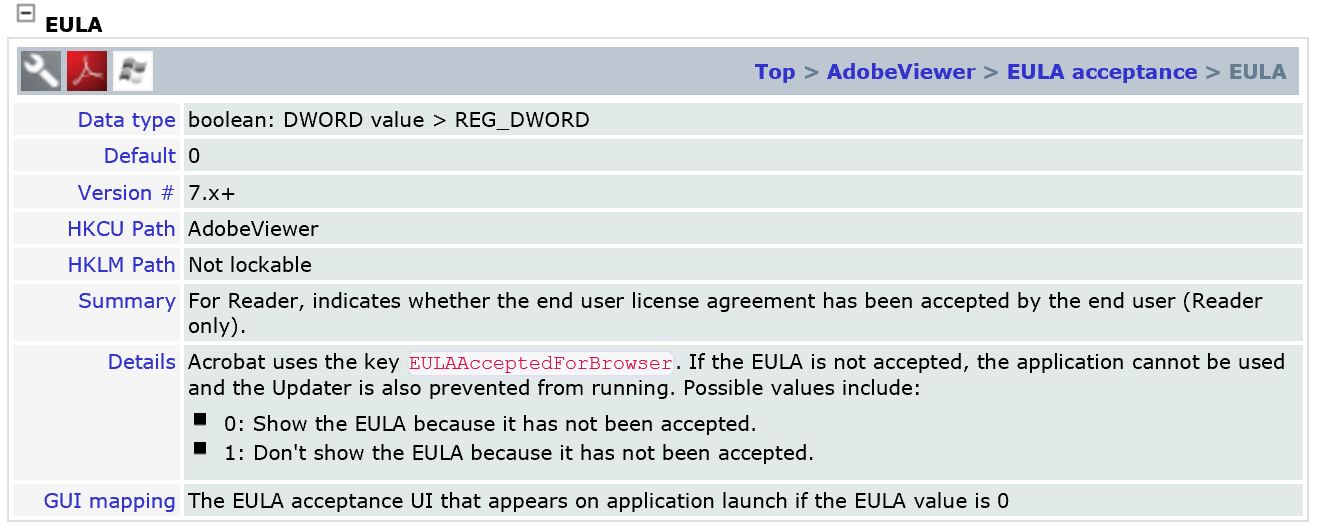 EULA
Top > AdobeViewer > EULA acceptance > EULA
Data type boolean: DWORD value > REG_DWORD
Default 0
Version # 7.x+
HKCU Path AdobeViewer
HKLM Path Not lockable
Summary For Reader, indicates whether the end user license agreement has been accepted by the end user (Reader
only).
Details Acrobat uses the key EULAAcceptedForBrowser. If the EULA is not accepted, the application cannot be used
and the Updater is also prevented from running. Possible values include:
0: Show the EULA because it has not been accepted.
1: Don't show the EULA because it has not been accepted.
GUI mapping The EULA acceptance UI that appears on application launch if the EULA value is 0